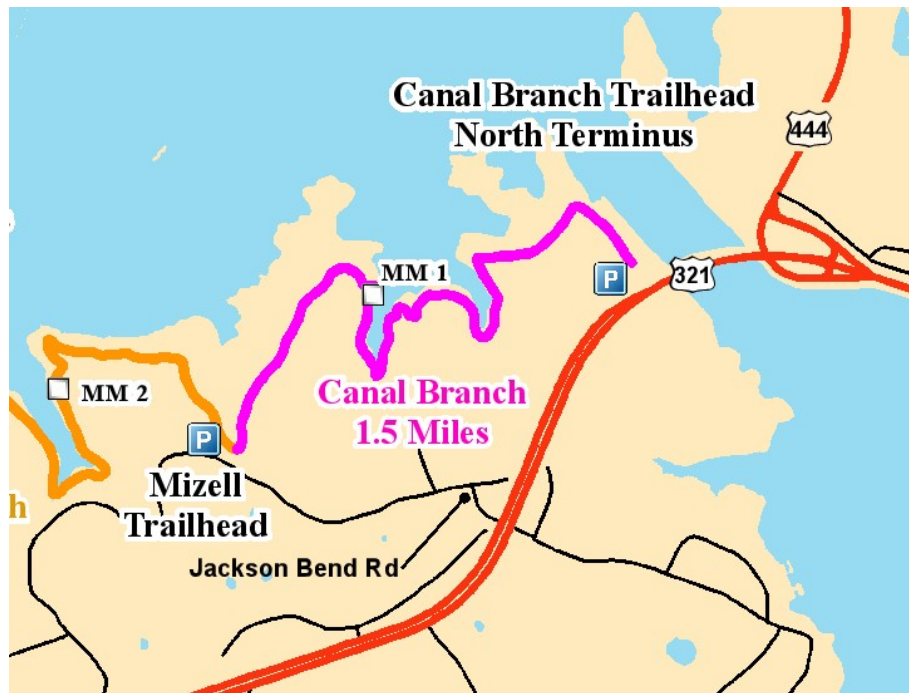 Canal Branch Trailhead
North Terminus
444
321
P
MM 1
MM 2
Canal Branch
1.5 Miles
P
Mizell
Trailhead
h
Jackson Bend Rd